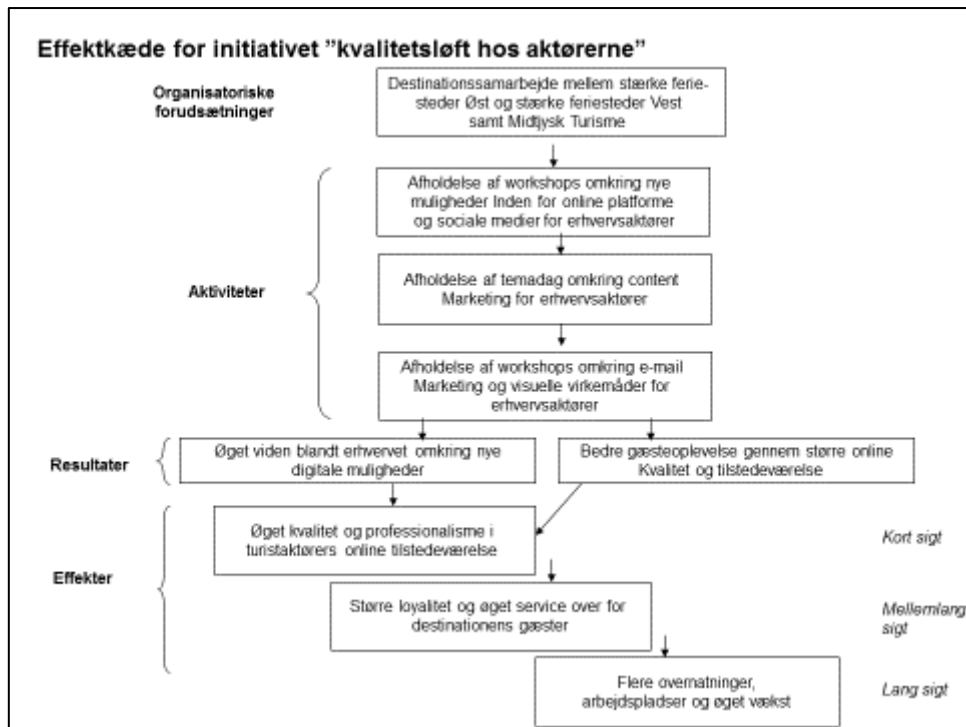 Effektkæde for initiativet ”kvalitetsløft hos aktørerne”
Organisatoriske
forudsætninger
Destinationssamarbejde mellem stærke ferie-
steder Øst og stærke feriesteder Vest
samt Midtjysk Turisme
Aktiviteter
Afholdelse af workshops omkring nye
muligheder Inden for online platforme
og sociale medier for erhvervsaktører
Afholdelse af temadag omkring content
Marketing for erhvervsaktører
Afholdelse af workshops omkring e-mail
Marketing og visuelle virkemåder for
erhvervsaktører
Resultater
Øget viden blandt erhvervet omkring nye
digitale muligheder
Bedre gæsteoplevelse gennem større online
Kvalitet og tilstedeværelse
Effekter
Øget kvalitet og professionalisme i
turistaktørers online tilstedeværelse
Kort sigt
Større loyalitet og øget service over for
destinationens gæster
Mellemlang
sigt
Flere overnatninger,
arbejdspladser og øget vækst
Lang sigt